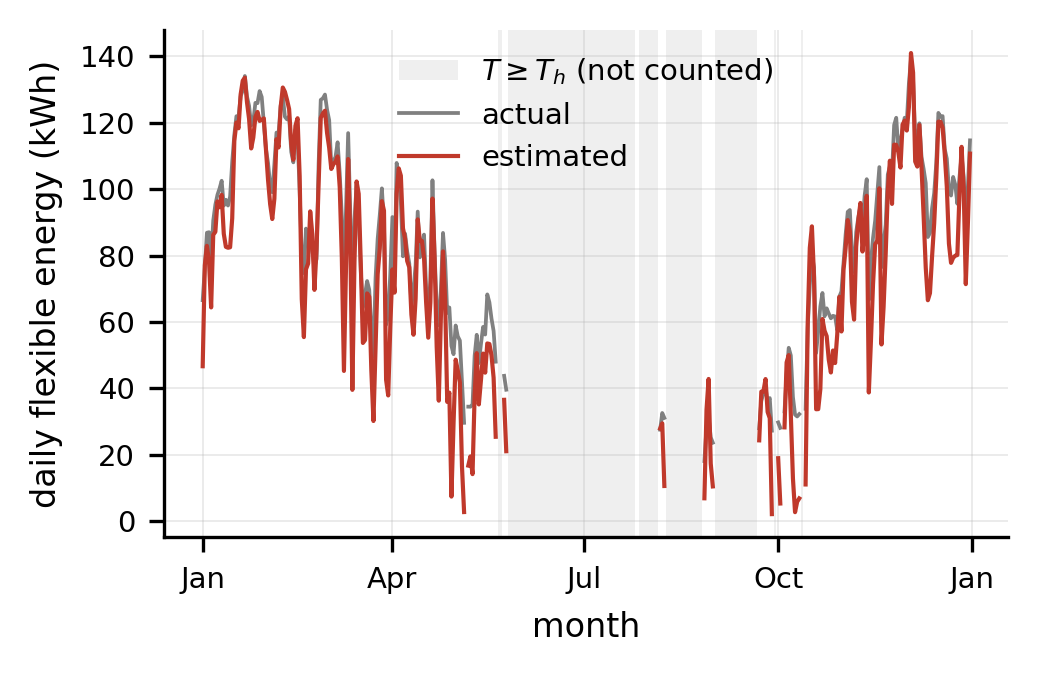 T ≥ Tₕ (not counted)
actual
estimated
daily flexible energy (kWh)
140
120
100
80
60
40
20
0
Jan
Apr
Jul
Oct
Jan
month